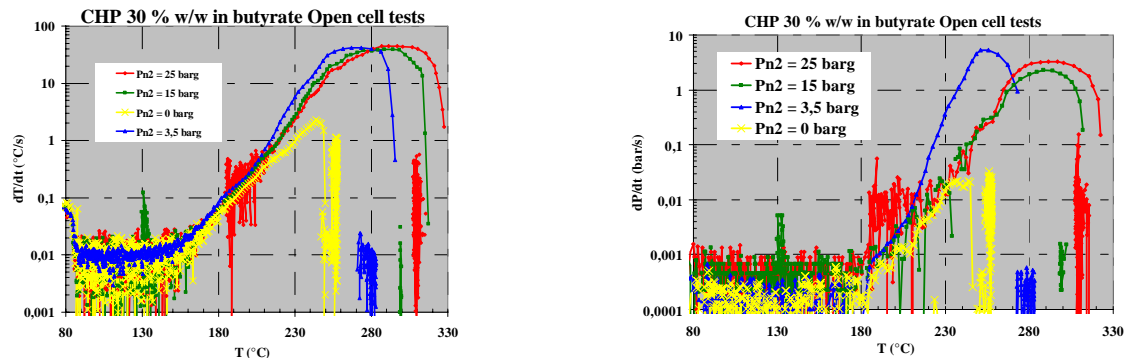 CHP 30 % w/w in butyrate Open cell tests
100
10
1
0,1
0,01
0,001
dT/dt (°C/s)
Pn2 = 25 barg
Pn2 = 15 barg
Pn2 = 0 barg
Pn2 = 3,5 barg
80
130
180
230
280
330
T (°C)
CHP 30 % w/w in butyrate Open cell tests
10
1
0,1
0,01
0,001
0,0001
dP/dt (bar/s)
Pn2 = 25 barg
Pn2 = 15 barg
Pn2 = 3,5 barg
Pn2 = 0 barg
80
130
180
230
280
330
T (°C)